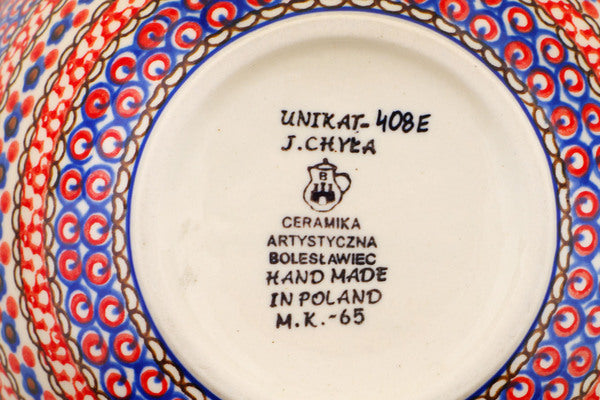 UNIKAT-408E
J. CHYŁA
B
CERAMIKA
ARTYSTYCZNA
BOLESŁAWIEC
HAND MADE
IN POLAND
M.K.-65